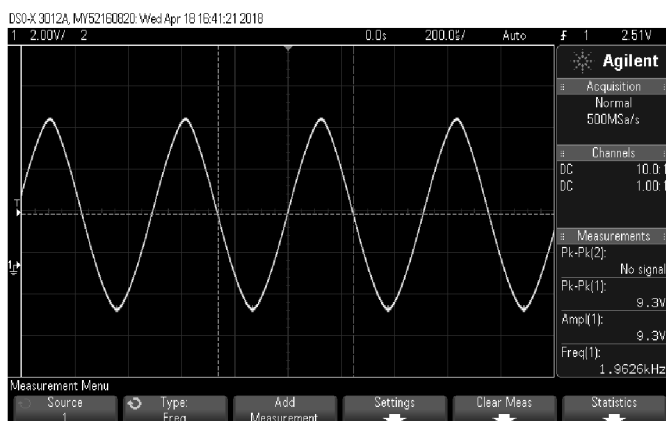 DSO-X 3012A, MY52160820: Wed Apr 18 16:41:21 2018
1 2.00V/ 2 0.0s 200.0§/ Auto 1 2.51V
Agilent
Acquisition
Normal
500MSa/s
Channels
DC 10.0:1
DC 1.00:1
Measurements
Pk-Pk(2):
No signal
Pk-Pk(1):
9.3V
Ampl(1):
9.3V
Freq(1):
1.9626kHz
T
1
Measurement Menu
Source
1
Type:
Freq
Add
Measurement
Settings
Clear Meas
Statistics